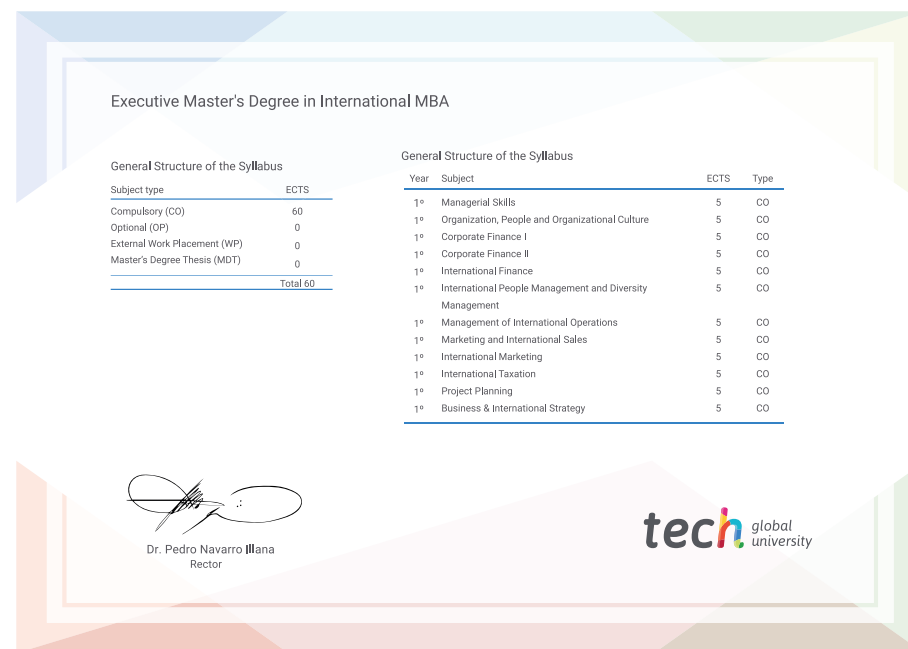 Executive Master's Degree in International MBA
General Structure of the Syllabus
Subject type ECTS
Compulsory (CO) 60
Optional (OP) 0
External Work Placement (WP) 0
Master's Degree Thesis (MDT) 0
Total 60
General Structure of the Syllabus
Year Subject ECTS Type
1º Managerial Skills 5 CO
1º Organization, People and Organizational Culture 5 CO
1º Corporate Finance I 5 CO
1º Corporate Finance II 5 CO
1º International Finance 5 CO
1º International People Management and Diversity 5 CO
Management
1º Management of International Operations 5 CO
1º Marketing and International Sales 5 CO
1º International Marketing 5 CO
1º International Taxation 5 CO
1º Project Planning 5 CO
1º Business & International Strategy 5 CO
Dr. Pedro Navarro Illana
Rector
tech global
university